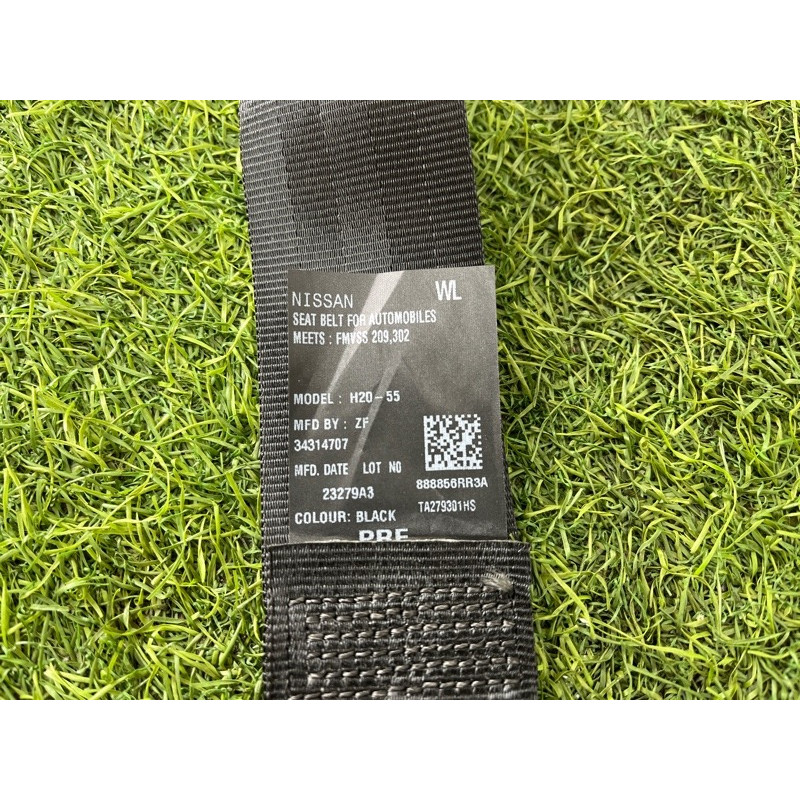 NISSAN WL
SEAT BELT FOR AUTOMOBILES
MEETS : FMVSS 209,302
MODEL : H20-55
MFD BY : ZF
34314707
MFD. DATE LOT NO
888856RR3A
23279A3
TA279301HS
COLOUR: BLACK